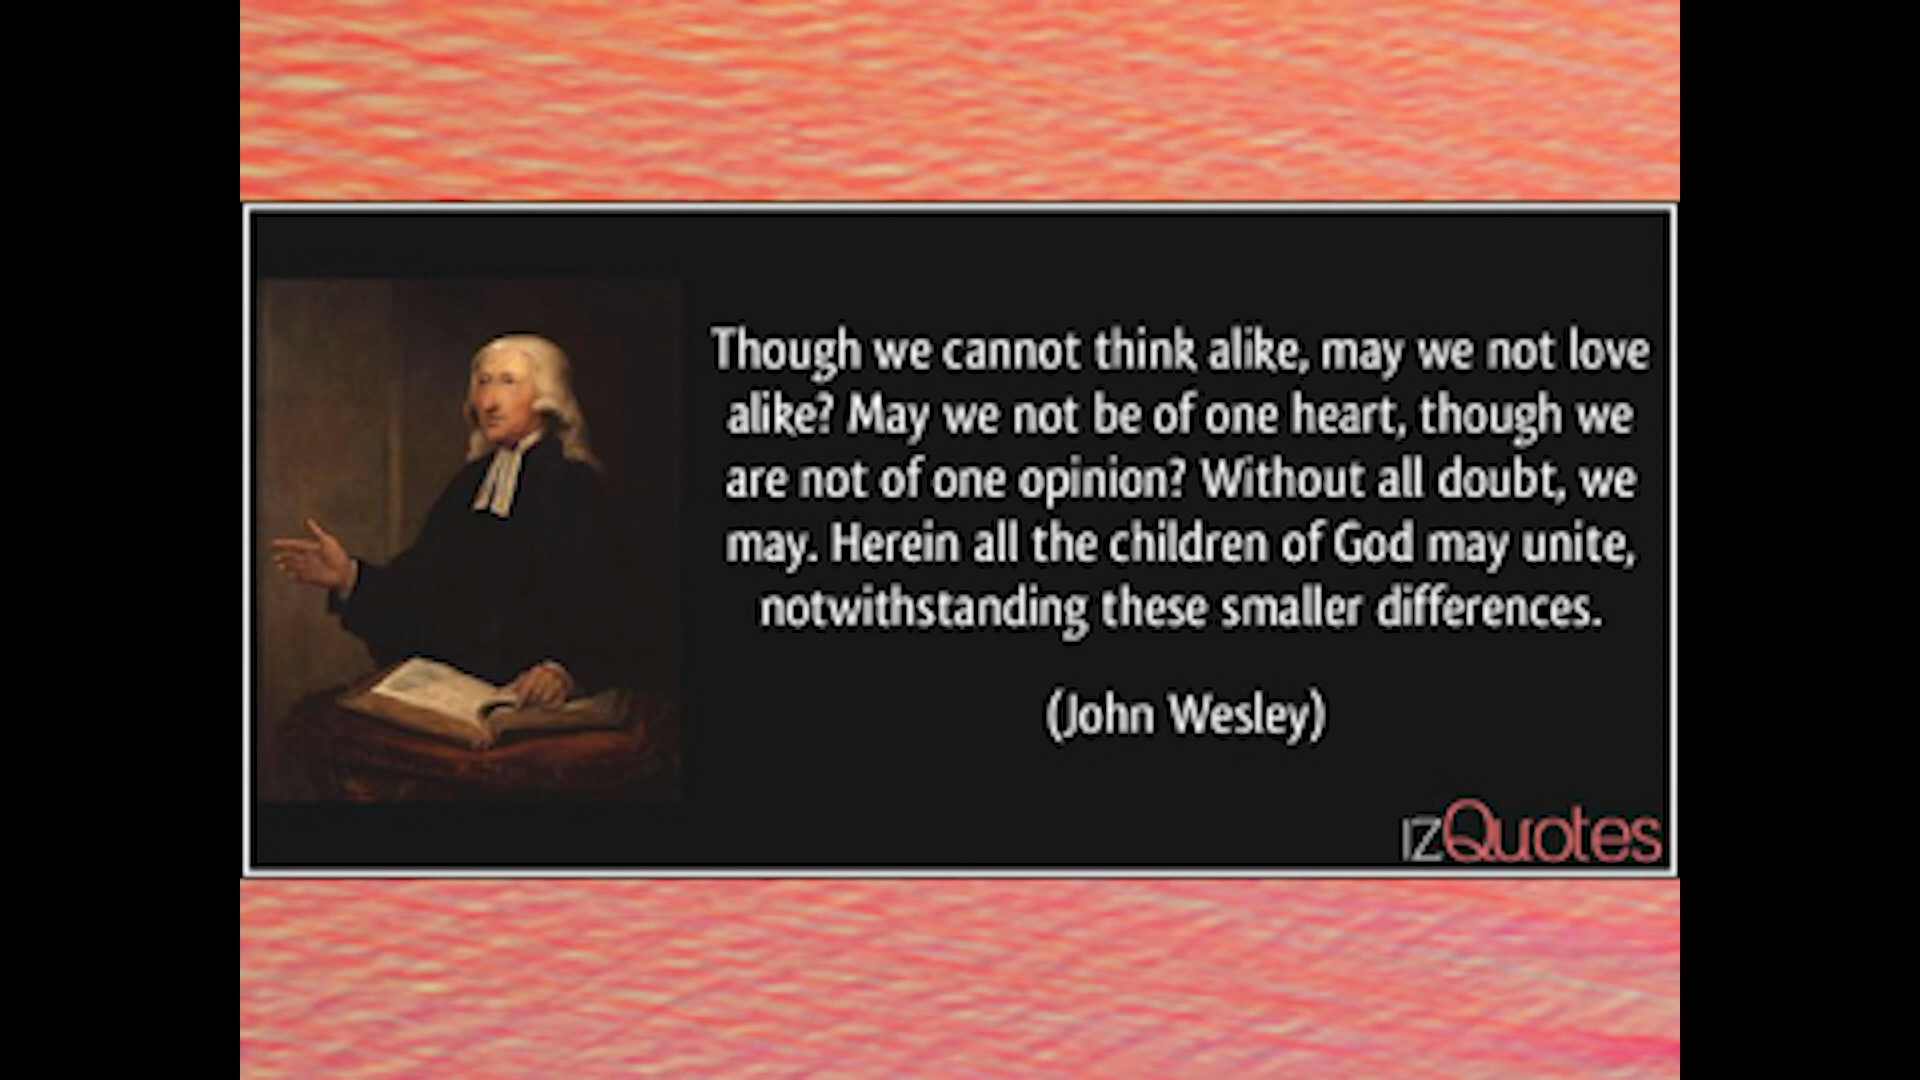 Though we cannot think alike, may we not love
alike? May we not be of one heart, though we
are not of one opinion? Without all doubt, we
may. Herein all the children of God may unite,
notwithstanding these smaller differences.
(John Wesley)
IZQuotes